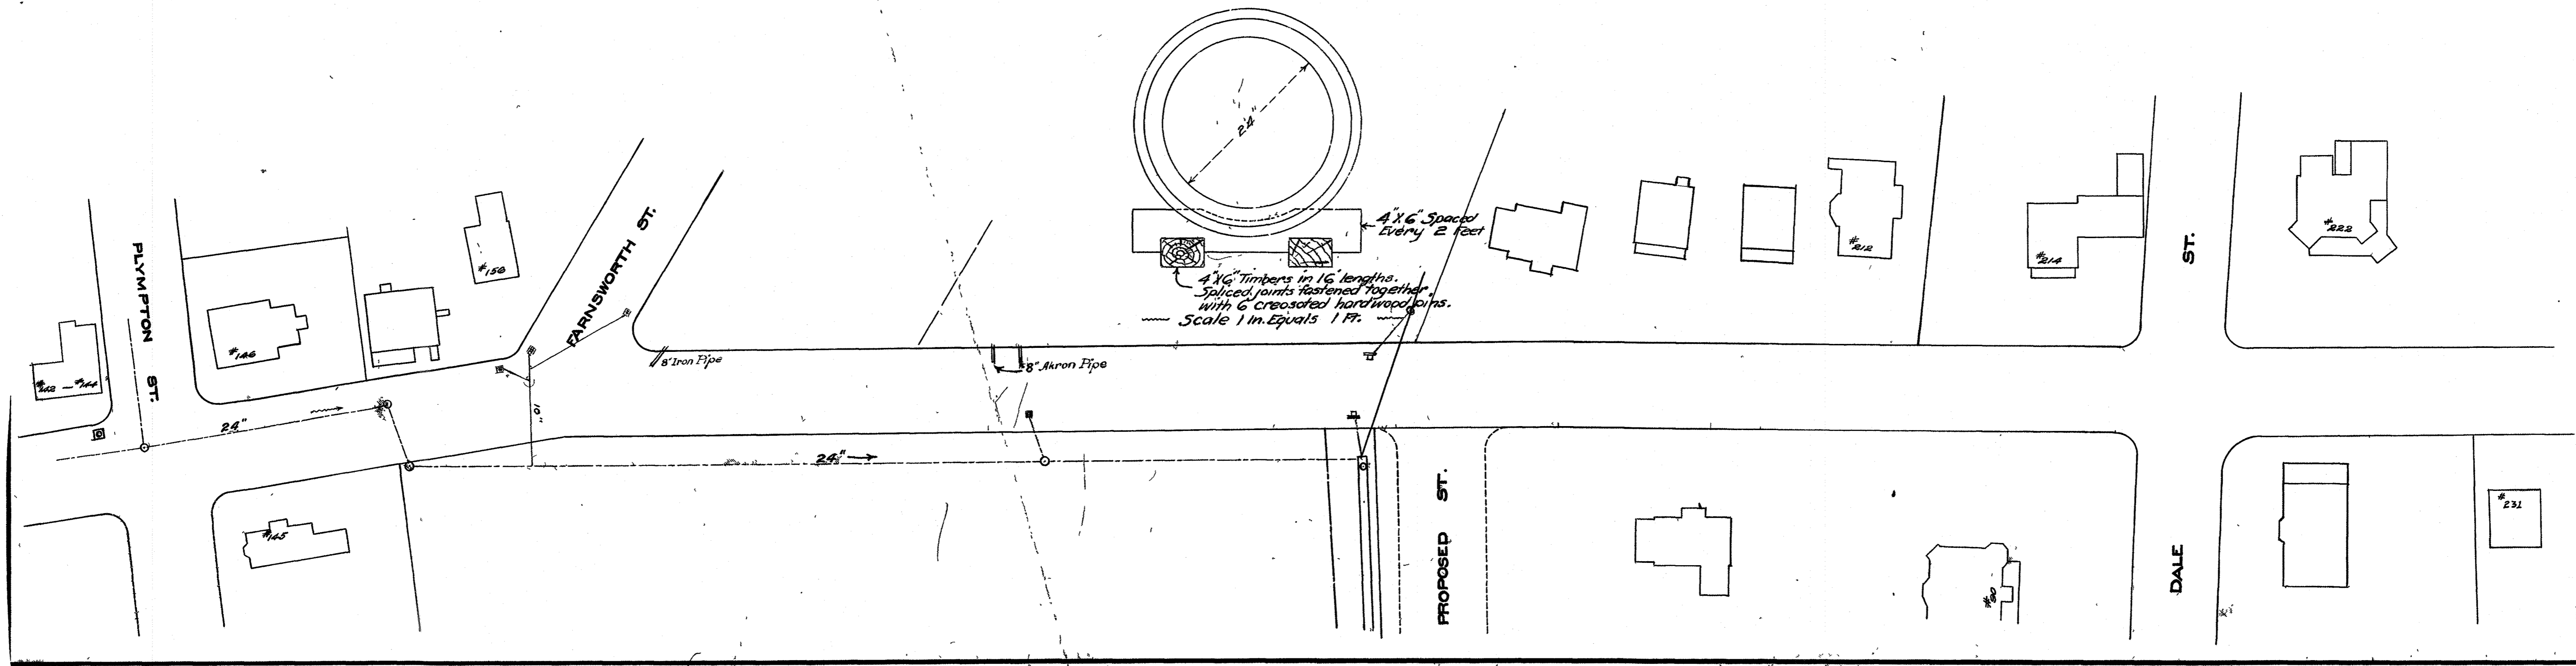 PLYMPTON ST.
#142 – #144
#146
#156
FARNSWORTH ST.
8" Iron Pipe
8" Akron Pipe
24"
4"X6" Spaced
Every 2 Feet
4"X6" Timbers in 16' lengths.
Spliced joints fastened together
with 6" creosoted hardwood pins.
Scale 1 In. Equals 1 Ft.
#212
#214
ST.
#222
24"
10"
24"
#145
PROPOSED ST.
#90
DALE
#231